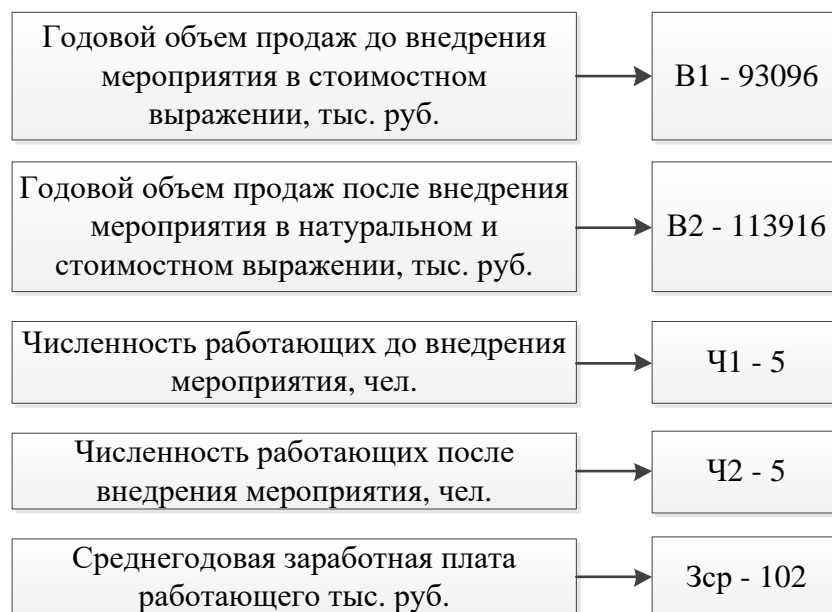 Годовой объем продаж до внедрения
мероприятия в стоимостном
выражении, тыс. руб.
В1 - 93096
Годовой объем продаж после внедрения
мероприятия в натуральном и
стоимостном выражении, тыс. руб.
В2 - 113916
Численность работающих до внедрения
мероприятия, чел.
Ч1 - 5
Численность работающих после
внедрения мероприятия, чел.
Ч2 - 5
Среднегодовая заработная плата
работающего тыс. руб.
Зср - 102